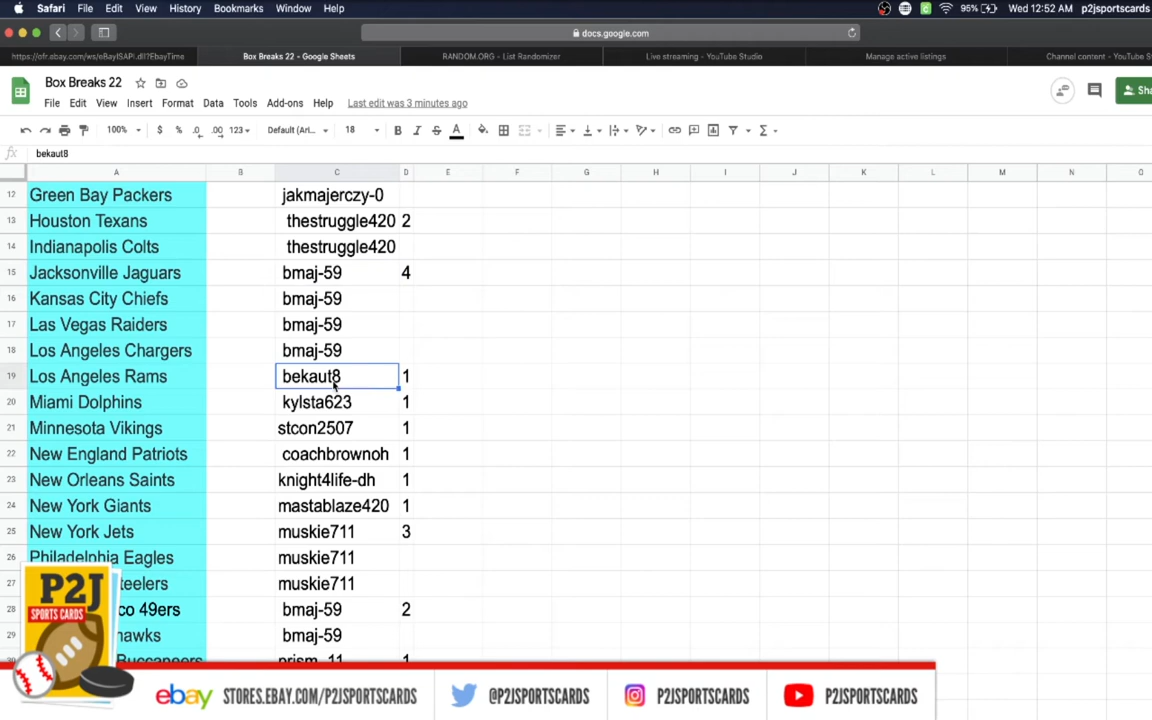 Safari File Edit View History Bookmarks Window Help 95% Wed 12:52 AM p2jsportscards
docs.google.com
https://ofr.ebay.com/ws/eBayISAPI.dll?EbayTime Box Breaks 22 - Google Sheets RANDOM.ORG - List Randomizer Live streaming - YouTube Studio Manage active listings Channel content - YouTube S
Box Breaks 22
File Edit View Insert Format Data Tools Add-ons Help Last edit was 3 minutes ago Sha
100% $ % .0 .00 123 Default (Ari... 18 B I S A
fx bekaut8
A B C D E F G H I J K L M N O
12 Green Bay Packers jakmajerczy-0
13 Houston Texans thestruggle420 2
14 Indianapolis Colts thestruggle420
15 Jacksonville Jaguars bmaj-59 4
16 Kansas City Chiefs bmaj-59
17 Las Vegas Raiders bmaj-59
18 Los Angeles Chargers bmaj-59
19 Los Angeles Rams bekaut8 1
20 Miami Dolphins kylsta623 1
21 Minnesota Vikings stcon2507 1
22 New England Patriots coachbrownoh 1
23 New Orleans Saints knight4life-dh 1
24 New York Giants mastablaze420 1
25 New York Jets muskie711 3
26 Philadelphia Eagles muskie711
27 teelers muskie711
28 co 49ers bmaj-59 2
29 hawks bmaj-59
30 Buccaneers prism_11 1
P2J
SPORTS CARDS
ebay STORES.EBAY.COM/P2JSPORTSCARDS @P2JSPORTSCARDS P2JSPORTSCARDS P2JSPORTSCARDS